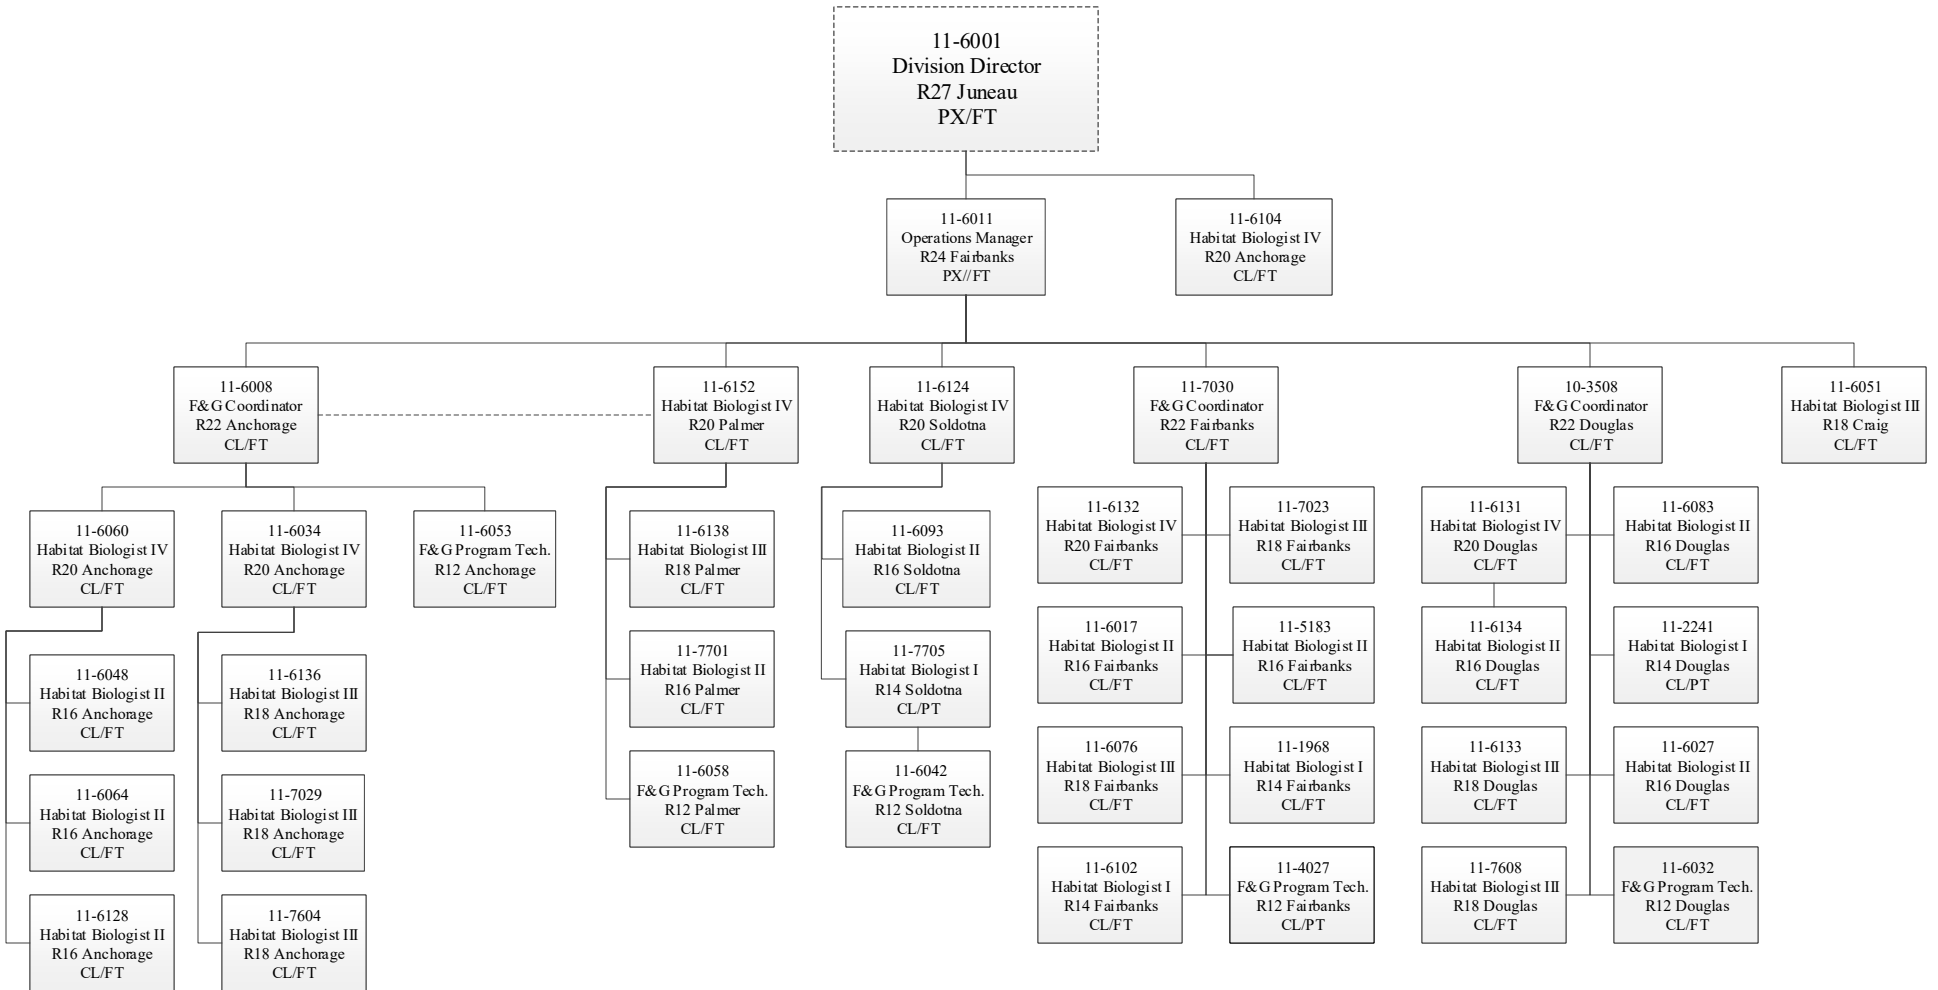 11-6001
Division Director
R27 Juneau
PX/FT
11-6011
Operations Manager
R24 Fairbanks
PX//FT
11-6104
Habitat Biologist IV
R20 Anchorage
CL/FT
11-6008
F&G Coordinator
R22 Anchorage
CL/FT
11-6152
Habitat Biologist IV
R20 Palmer
CL/FT
11-6124
Habitat Biologist IV
R20 Soldotna
CL/FT
11-7030
F&G Coordinator
R22 Fairbanks
CL/FT
10-3508
F&G Coordinator
R22 Douglas
CL/FT
11-6051
Habitat Biologist III
R18 Craig
CL/FT
11-6060
Habitat Biologist IV
R20 Anchorage
CL/FT
11-6034
Habitat Biologist IV
R20 Anchorage
CL/FT
11-6053
F&G Program Tech.
R12 Anchorage
CL/FT
11-6048
Habitat Biologist II
R16 Anchorage
CL/FT
11-6064
Habitat Biologist II
R16 Anchorage
CL/FT
11-6128
Habitat Biologist II
R16 Anchorage
CL/FT
11-6136
Habitat Biologist III
R18 Anchorage
CL/FT
11-7029
Habitat Biologist III
R18 Anchorage
CL/FT
11-7604
Habitat Biologist III
R18 Anchorage
CL/FT
11-6138
Habitat Biologist III
R18 Palmer
CL/FT
11-7701
Habitat Biologist II
R16 Palmer
CL/FT
11-6058
F&G Program Tech.
R12 Palmer
CL/FT
11-6093
Habitat Biologist II
R16 Soldotna
CL/FT
11-7705
Habitat Biologist I
R14 Soldotna
CL/PT
11-6042
F&G Program Tech.
R12 Soldotna
CL/FT
11-6132
Habitat Biologist IV
R20 Fairbanks
CL/FT
11-7023
Habitat Biologist III
R18 Fairbanks
CL/FT
11-6017
Habitat Biologist II
R16 Fairbanks
CL/FT
11-5183
Habitat Biologist II
R16 Fairbanks
CL/FT
11-6076
Habitat Biologist III
R18 Fairbanks
CL/FT
11-1968
Habitat Biologist I
R14 Fairbanks
CL/FT
11-6102
Habitat Biologist I
R14 Fairbanks
CL/FT
11-4027
F&G Program Tech.
R12 Fairbanks
CL/PT
11-6131
Habitat Biologist IV
R20 Douglas
CL/FT
11-6083
Habitat Biologist II
R16 Douglas
CL/FT
11-6134
Habitat Biologist II
R16 Douglas
CL/FT
11-2241
Habitat Biologist I
R14 Douglas
CL/PT
11-6133
Habitat Biologist III
R18 Douglas
CL/FT
11-6027
Habitat Biologist II
R16 Douglas
CL/FT
11-7608
Habitat Biologist III
R18 Douglas
CL/FT
11-6032
F&G Program Tech.
R12 Douglas
CL/FT